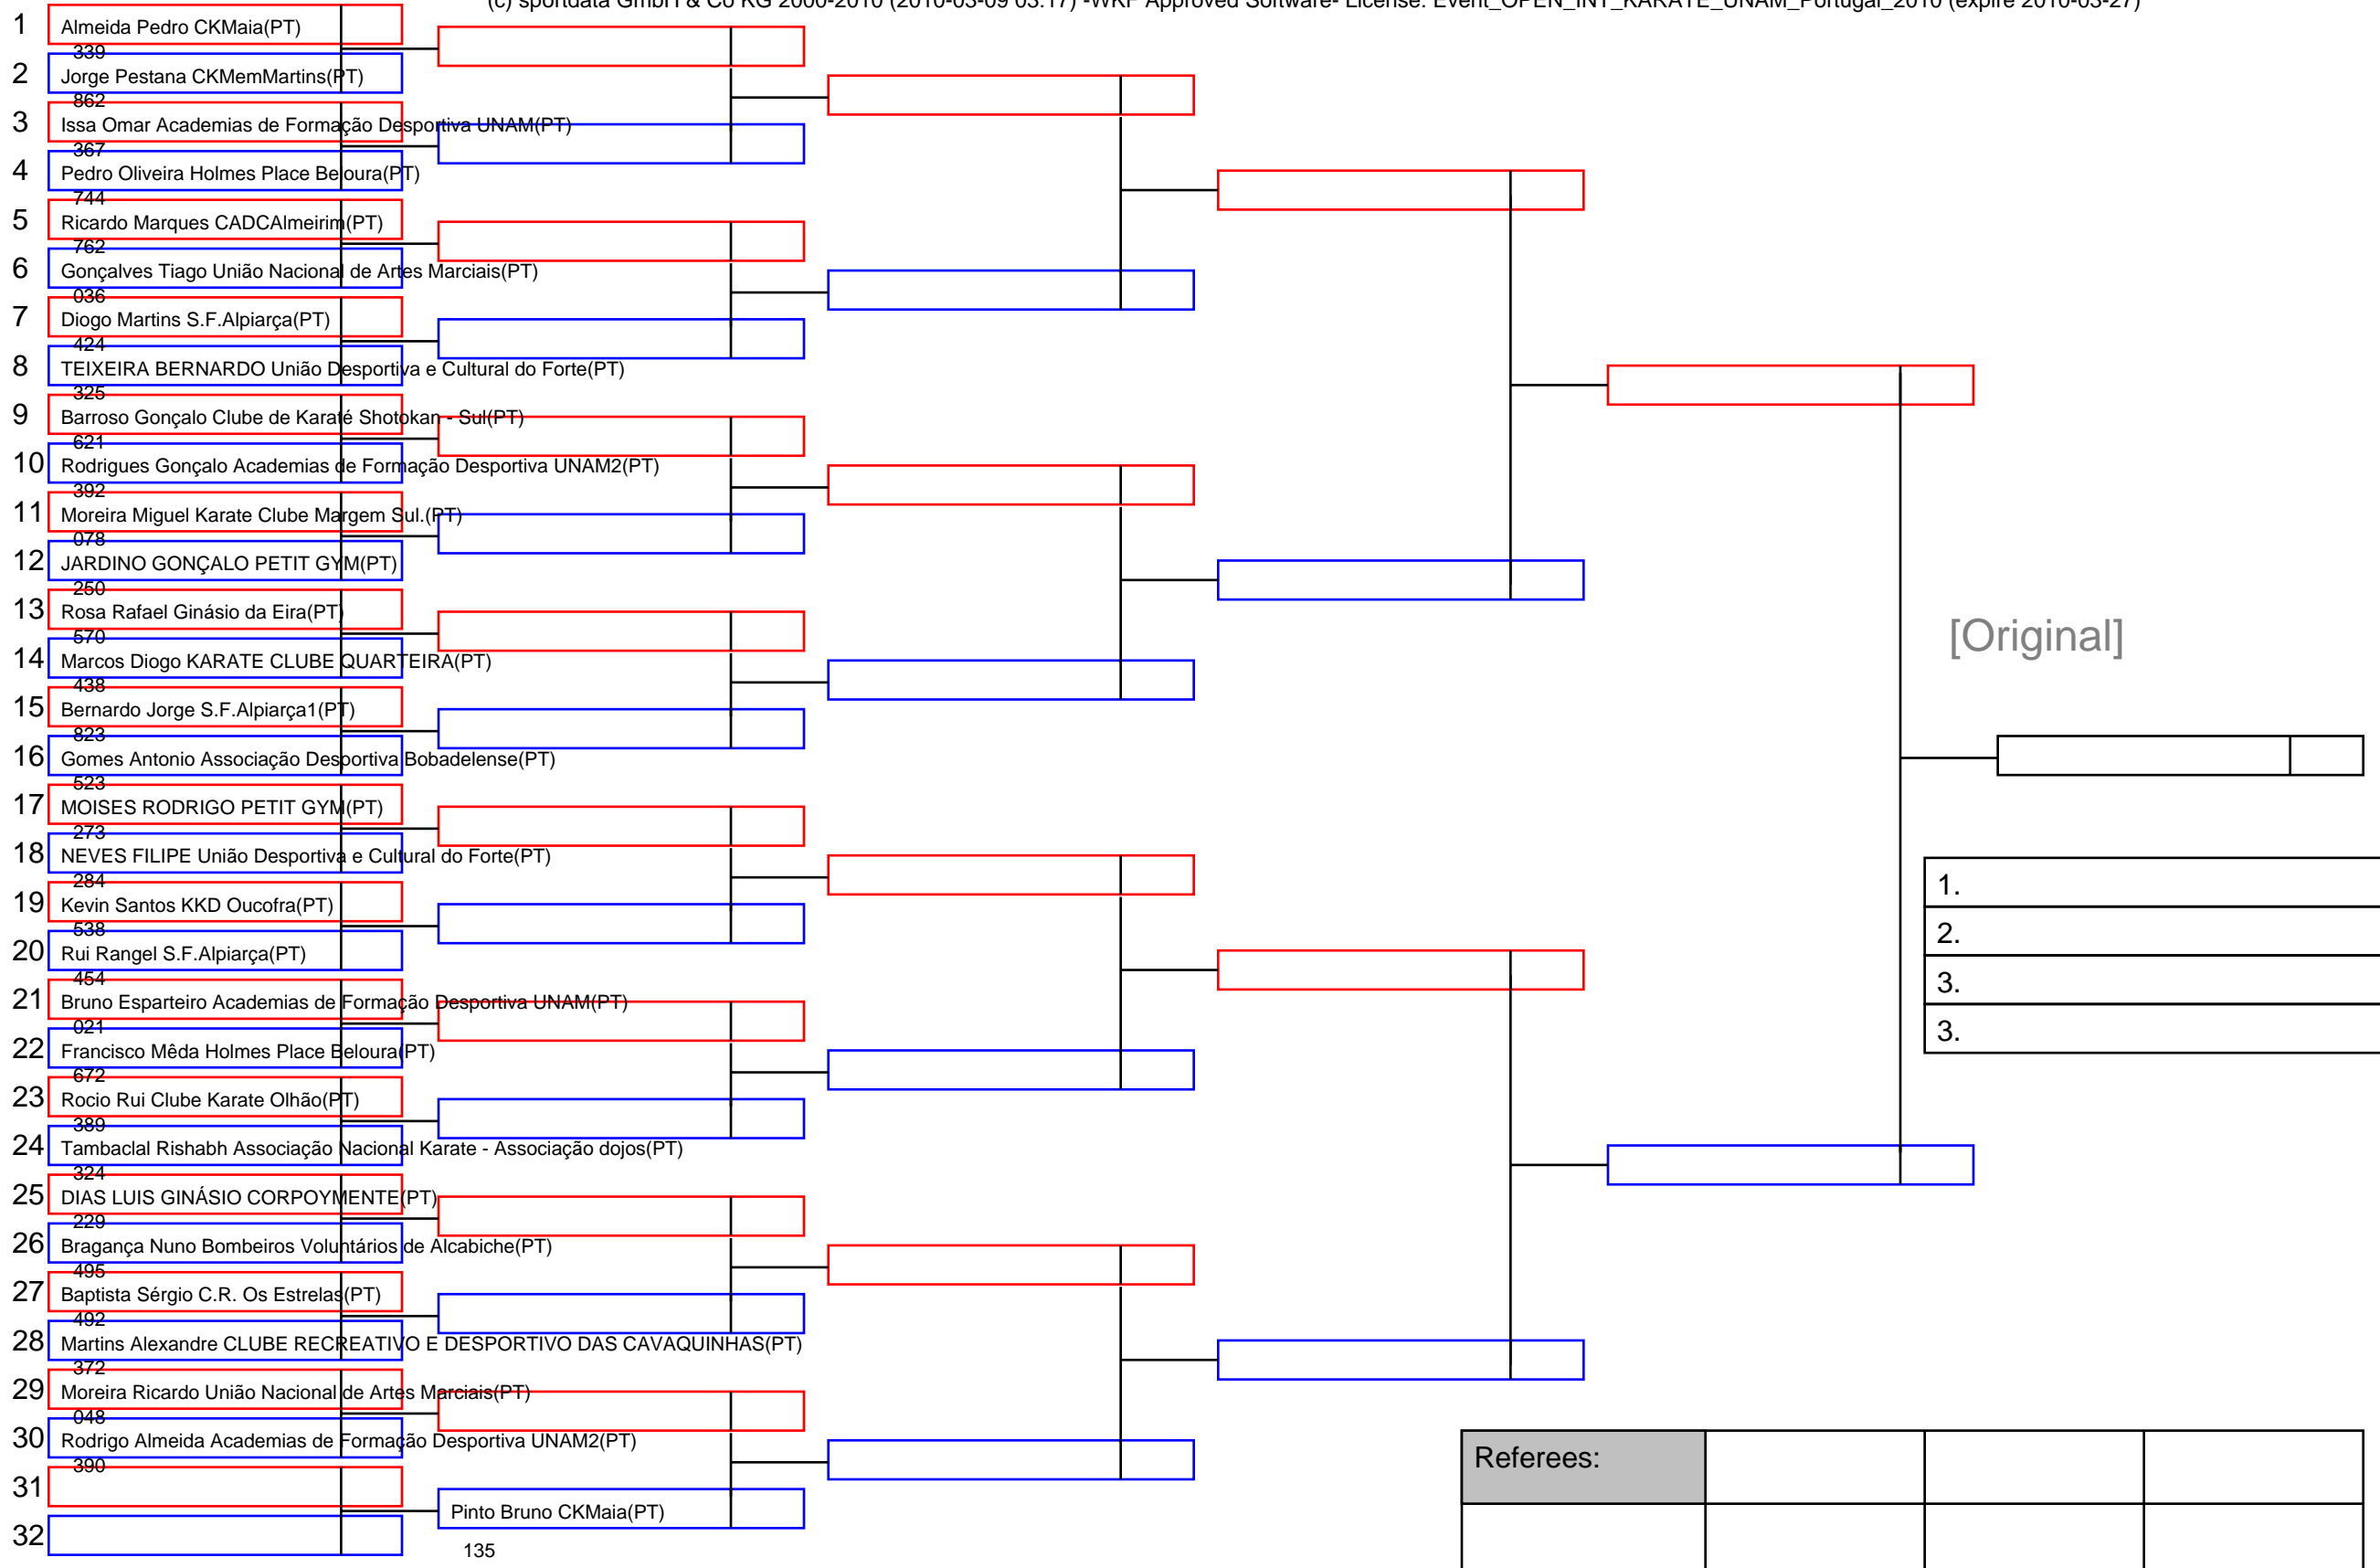 (c) sportdata GmbH & Co KG 2000-2010 (2010-03-09 03:17) -WKF Approved Software- License: Event_OPEN_INT_KARATE_UNAM_Portugal_2010 (expire 2010-03-27)
1 Almeida Pedro CKMaia(PT)
339
2 Jorge Pestana CKMemMartins(PT)
862
3 Issa Omar Academias de Formação Desportiva UNAM(PT)
367
4 Pedro Oliveira Holmes Place Beloura(PT)
744
5 Ricardo Marques CADCAlmeirim(PT)
762
6 Gonçalves Tiago União Nacional de Artes Marciais(PT)
036
7 Diogo Martins S.F.Alpiarça(PT)
424
8 TEIXEIRA BERNARDO União Desportiva e Cultural do Forte(PT)
325
9 Barroso Gonçalo Clube de Karaté Shotokan - Sul(PT)
621
10 Rodrigues Gonçalo Academias de Formação Desportiva UNAM2(PT)
392
11 Moreira Miguel Karate Clube Margem Sul.(PT)
078
12 JARDINO GONÇALO PETIT GYM(PT)
250
13 Rosa Rafael Ginásio da Eira(PT)
570
14 Marcos Diogo KARATE CLUBE QUARTEIRA(PT)
438
15 Bernardo Jorge S.F.Alpiarça1(PT)
823
16 Gomes Antonio Associação Desportiva Bobadelense(PT)
523
17 MOISES RODRIGO PETIT GYM(PT)
273
18 NEVES FILIPE União Desportiva e Cultural do Forte(PT)
284
19 Kevin Santos KKD Oucofra(PT)
538
20 Rui Rangel S.F.Alpiarça(PT)
454
21 Bruno Esparteiro Academias de Formação Desportiva UNAM(PT)
021
22 Francisco Mêda Holmes Place Beloura(PT)
672
23 Rocio Rui Clube Karate Olhão(PT)
389
24 Tambaclal Rishabh Associação Nacional Karate - Associação dojos(PT)
324
25 DIAS LUIS GINÁSIO CORPOYMENTE(PT)
229
26 Bragança Nuno Bombeiros Voluntários de Alcabiche(PT)
495
27 Baptista Sérgio C.R. Os Estrelas(PT)
492
28 Martins Alexandre CLUBE RECREATIVO E DESPORTIVO DAS CAVAQUINHAS(PT)
372
29 Moreira Ricardo União Nacional de Artes Marciais(PT)
048
30 Rodrigo Almeida Academias de Formação Desportiva UNAM2(PT)
390
31
32
Pinto Bruno CKMaia(PT)
135
[Original]
1.
2.
3.
3.
Referees: